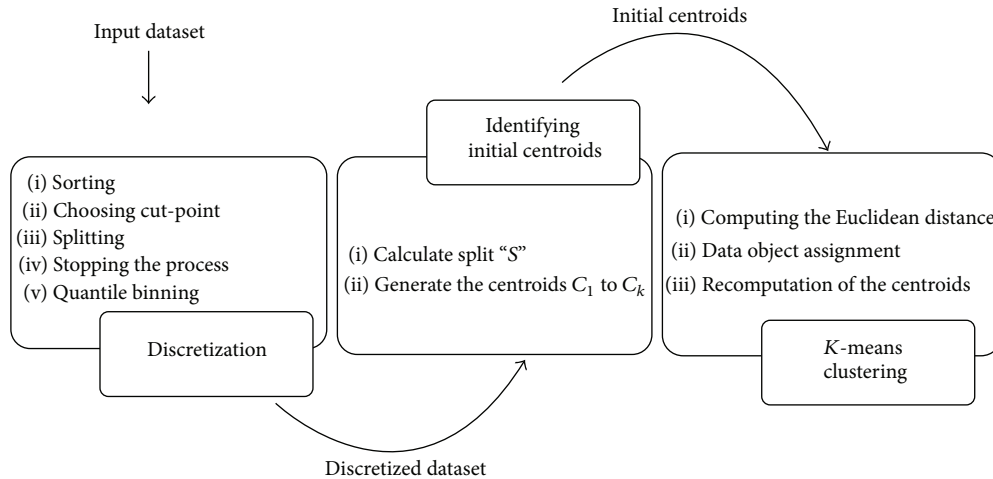 Input dataset
(i) Sorting
(ii) Choosing cut-point
(iii) Splitting
(iv) Stopping the process
(v) Quantile binning
Discretization
Discretized dataset
Identifying
initial centroids
(i) Calculate split “S”
(ii) Generate the centroids C₁ to Cₖ
Initial centroids
(i) Computing the Euclidean distance
(ii) Data object assignment
(iii) Recomputation of the centroids
K-means
clustering